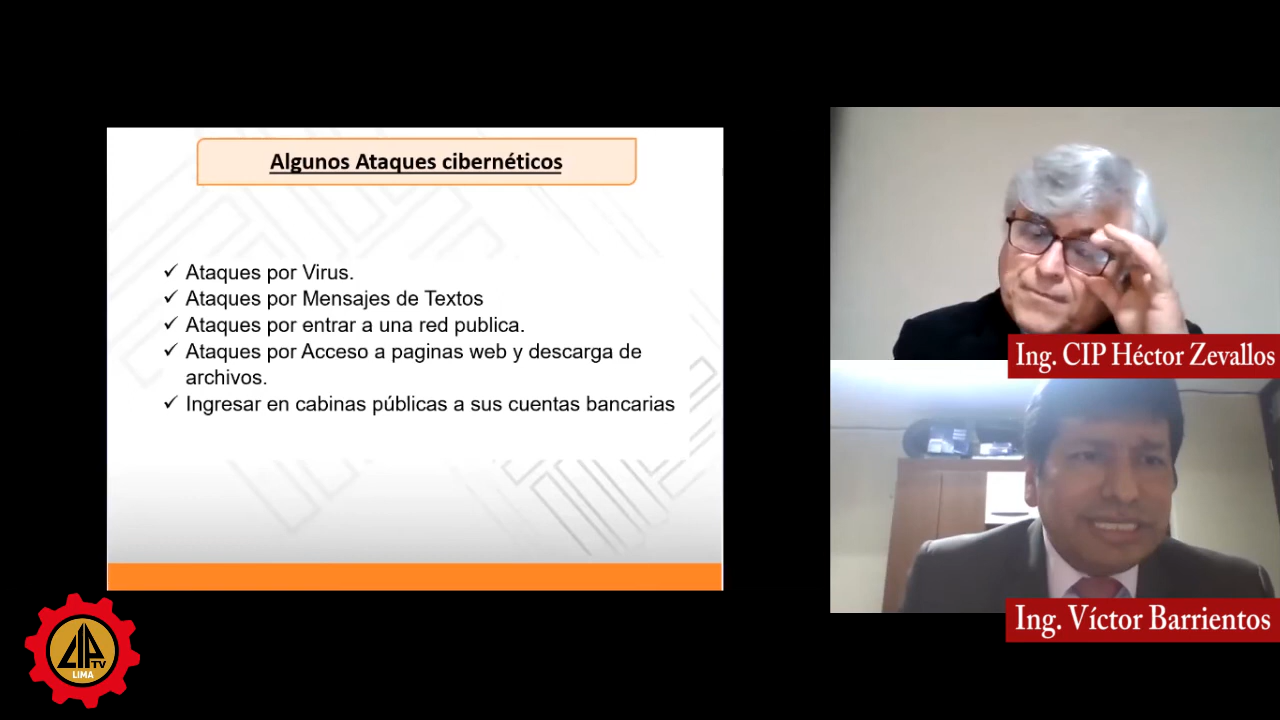 Algunos Ataques cibernéticos
✓ Ataques por Virus.
✓ Ataques por Mensajes de Textos
✓ Ataques por entrar a una red publica.
✓ Ataques por Acceso a paginas web y descarga de
archivos.
✓ Ingresar en cabinas públicas a sus cuentas bancarias
Ing. CIP Héctor Zevallos
Ing. Víctor Barrientos
CIP
TV
LIMA